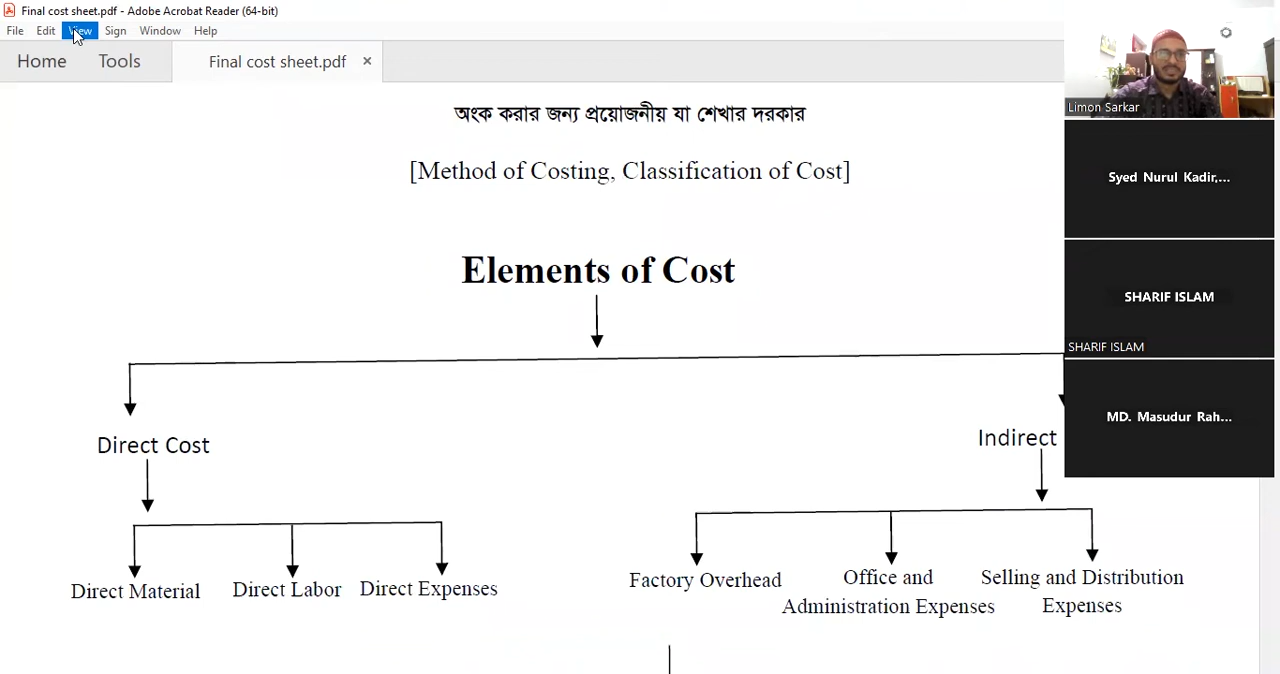 Final cost sheet.pdf - Adobe Acrobat Reader (64-bit)
File Edit View Sign Window Help
Home Tools Final cost sheet.pdf ×
অংক করার জন্য প্রয়োজনীয় যা শেখার দরকার
[Method of Costing, Classification of Cost]
Elements of Cost
Direct Cost
Indirect
Direct Material
Direct Labor
Direct Expenses
Factory Overhead
Office and
Administration Expenses
Selling and Distribution
Expenses
Limon Sarkar
Syed Nurul Kadir,...
SHARIF ISLAM
SHARIF ISLAM
MD. Masudur Rah...